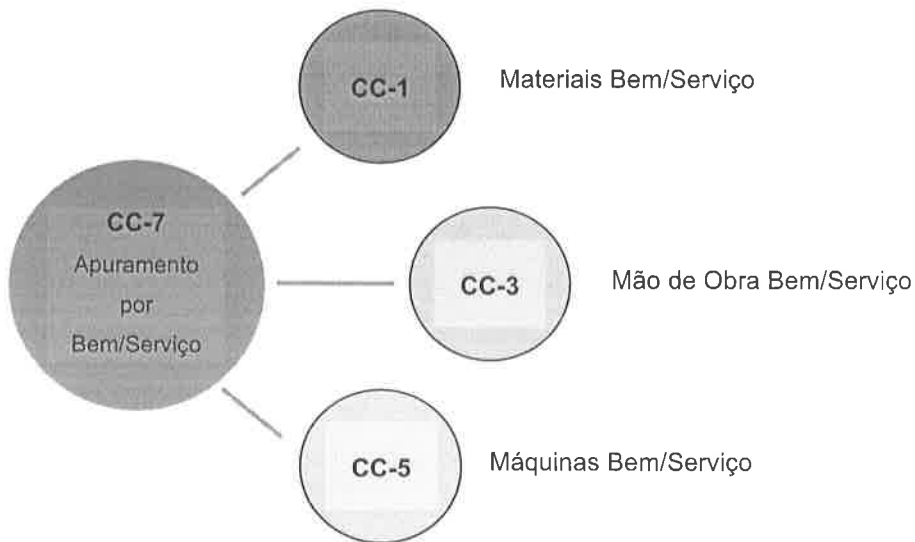 CC-1
Materiais Bem/Serviço
CC-7
Apuramento
por
Bem/Serviço
CC-3
Mão de Obra Bem/Serviço
CC-5
Máquinas Bem/Serviço